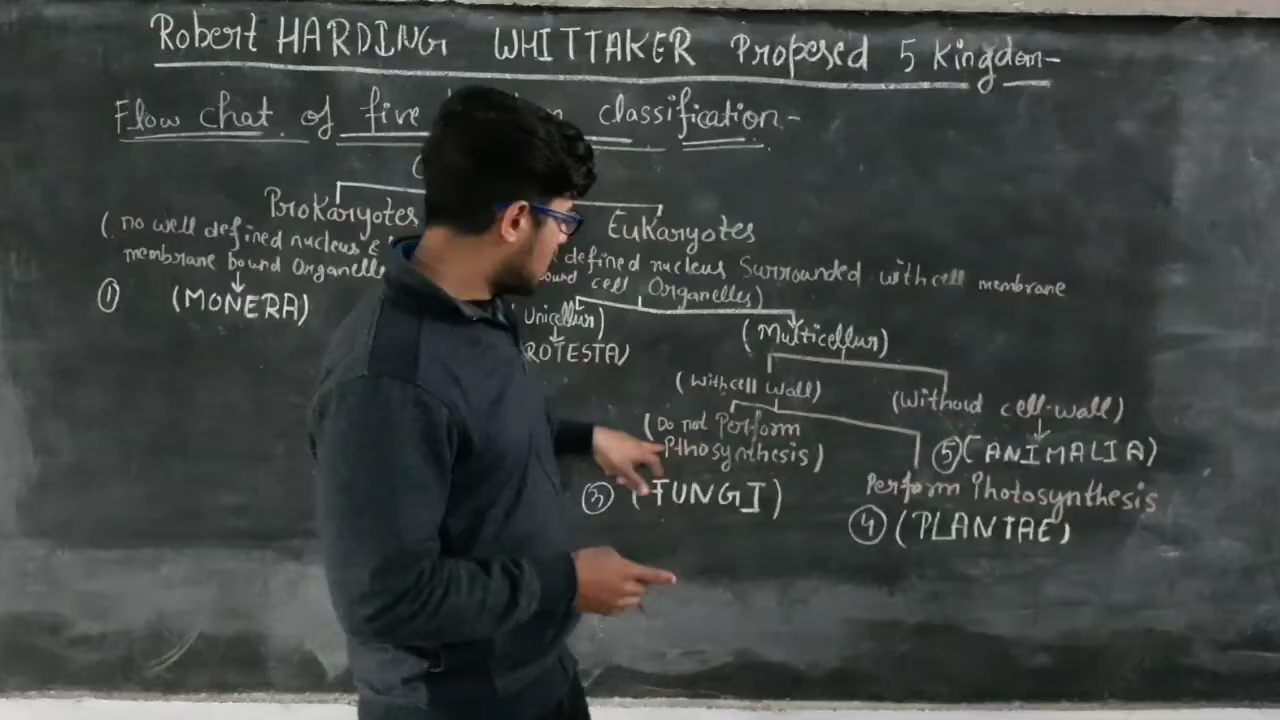 Robert HARDING WHITTAKER Proposed 5 Kingdom-
Flow chat of five classification-
Prokaryotes
Eukaryotes
(no well defined nucleus &
membrane bound Organelle
defined nucleus Surrounded with cell membrane
cell Organelles)
① (MONERA)
Unicellur)
ROTESTA)
(Multicellur)
(With cell Wall)
(Without cell-wall)
(Do not Perform
Pthosynthesis)
⑤ (ANIMALIA)
③ (FUNGI)
Perform Photosynthesis
④ (PLANTAE)